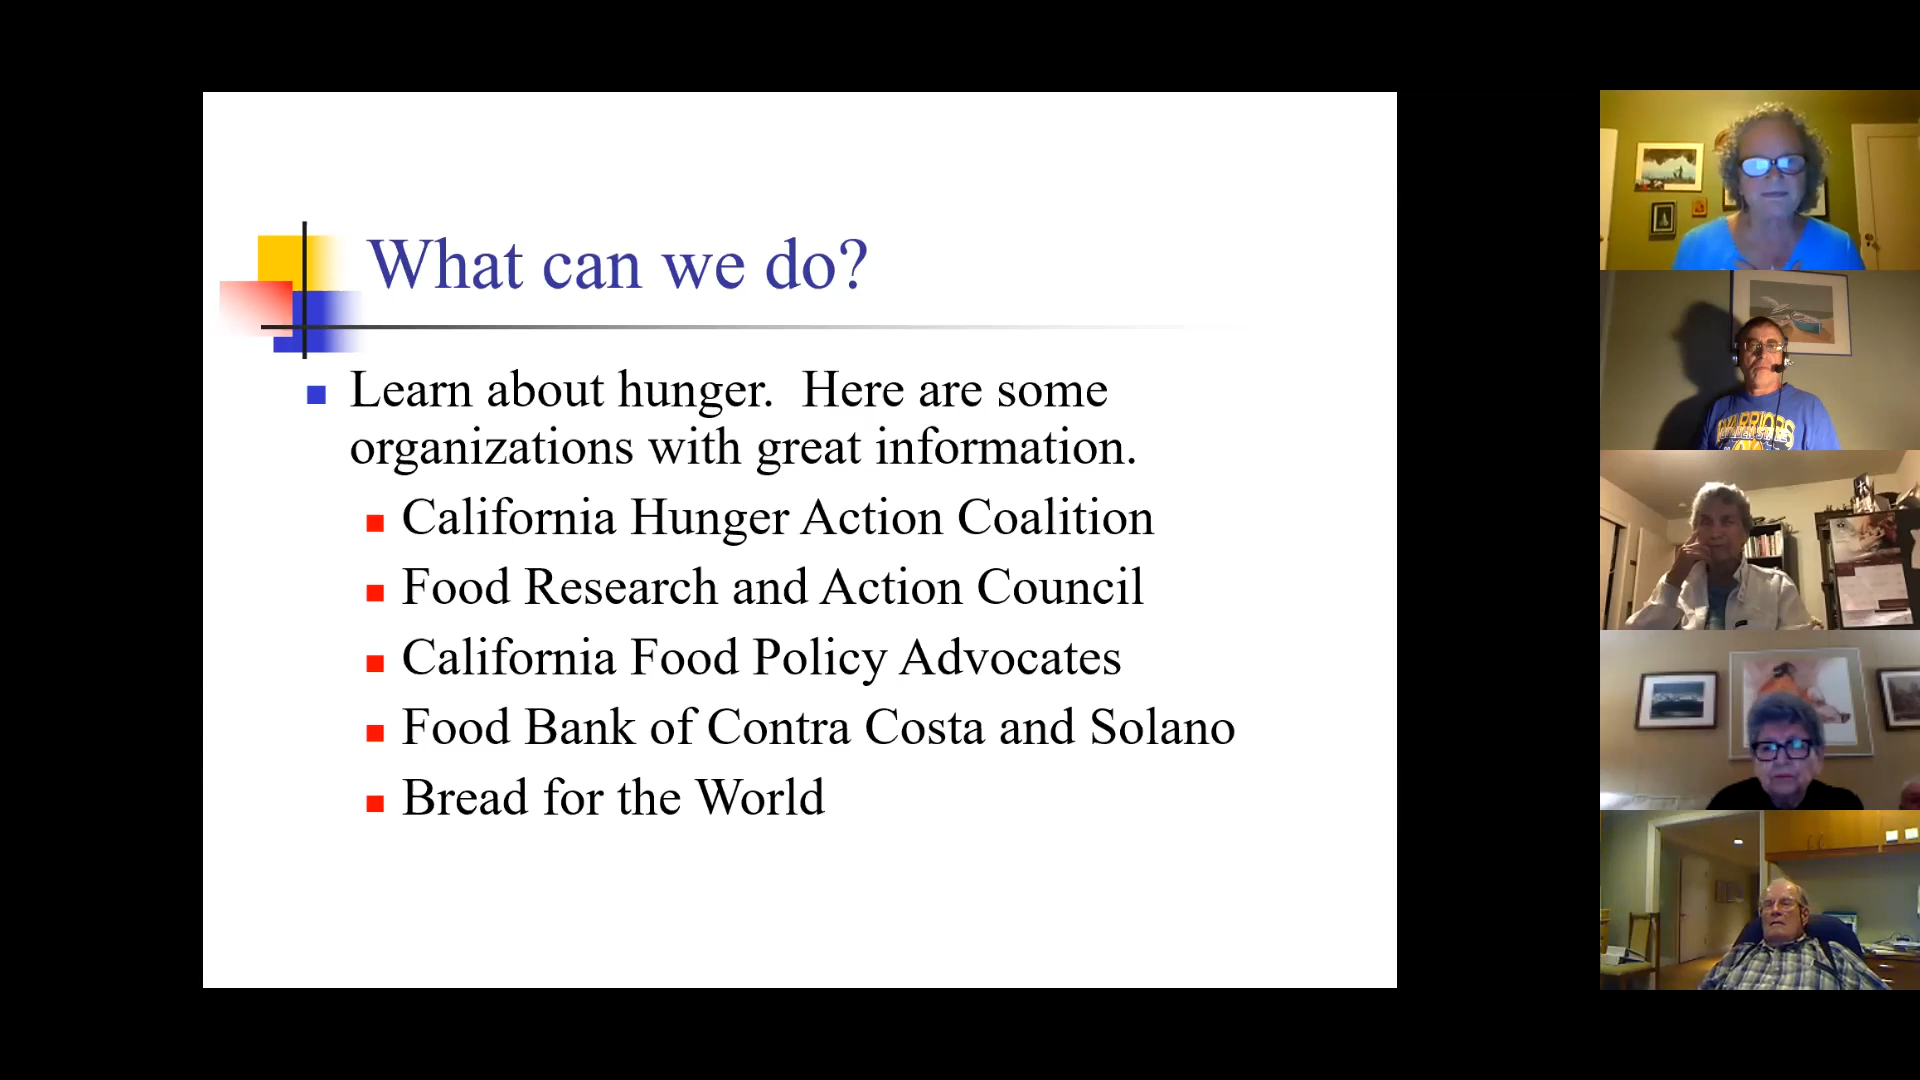 What can we do?
Learn about hunger. Here are some
organizations with great information.
California Hunger Action Coalition
Food Research and Action Council
California Food Policy Advocates
Food Bank of Contra Costa and Solano
Bread for the World
WARRIORS